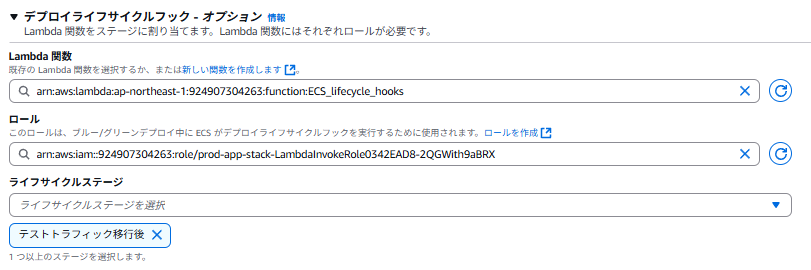 ▼ デプロイライフサイクルフック - オプション 情報
Lambda 関数をステージに割り当てます。Lambda 関数にはそれぞれロールが必要です。
Lambda 関数
既存の Lambda 関数を選択するか、または新しい関数を作成します。
arn:aws:lambda:ap-northeast-1:924907304263:function:ECS_lifecycle_hooks
ロール
このロールは、ブルー/グリーンデプロイ中に ECS がデプロイライフサイクルフックを実行するために使用されます。ロールを作成
arn:aws:iam::924907304263:role/prod-app-stack-LambdaInvokeRole0342EAD8-2QGWith9aBRX
ライフサイクルステージ
ライフサイクルステージを選択
テストトラフィック移行後
1 つ以上のステージを選択します。